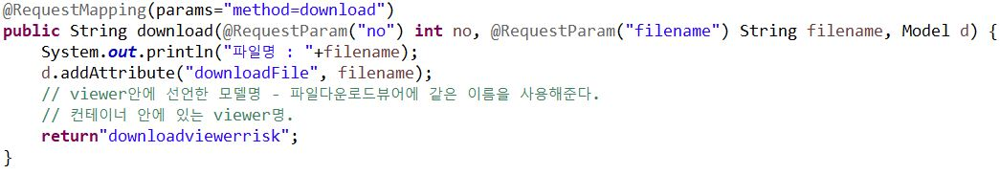 @RequestMapping(params="method=download")
public String download(@RequestParam("no") int no, @RequestParam("filename") String filename, Model d) {
System.out.println("파일명 : "+filename);
d.addAttribute("downloadFile", filename);
// viewer안에 선언한 모델명 - 파일다운로드뷰어에 같은 이름을 사용해준다.
// 컨테이너 안에 있는 viewer명.
return"downloadviewerrisk";
}